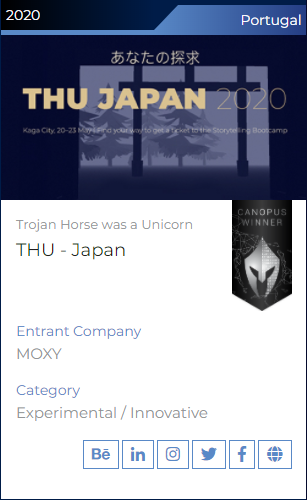 2020
Portugal
あなたの探求
THU JAPAN 2020
Kaga City, 20-23 May | Find your way to get a Ticket to the Storytelling Bootcamp.
Trojan Horse was a Unicorn
CANOPUS
WINNER
THU - Japan
Entrant Company
MOXY
Category
Experimental / Innovative
Bē
in
f